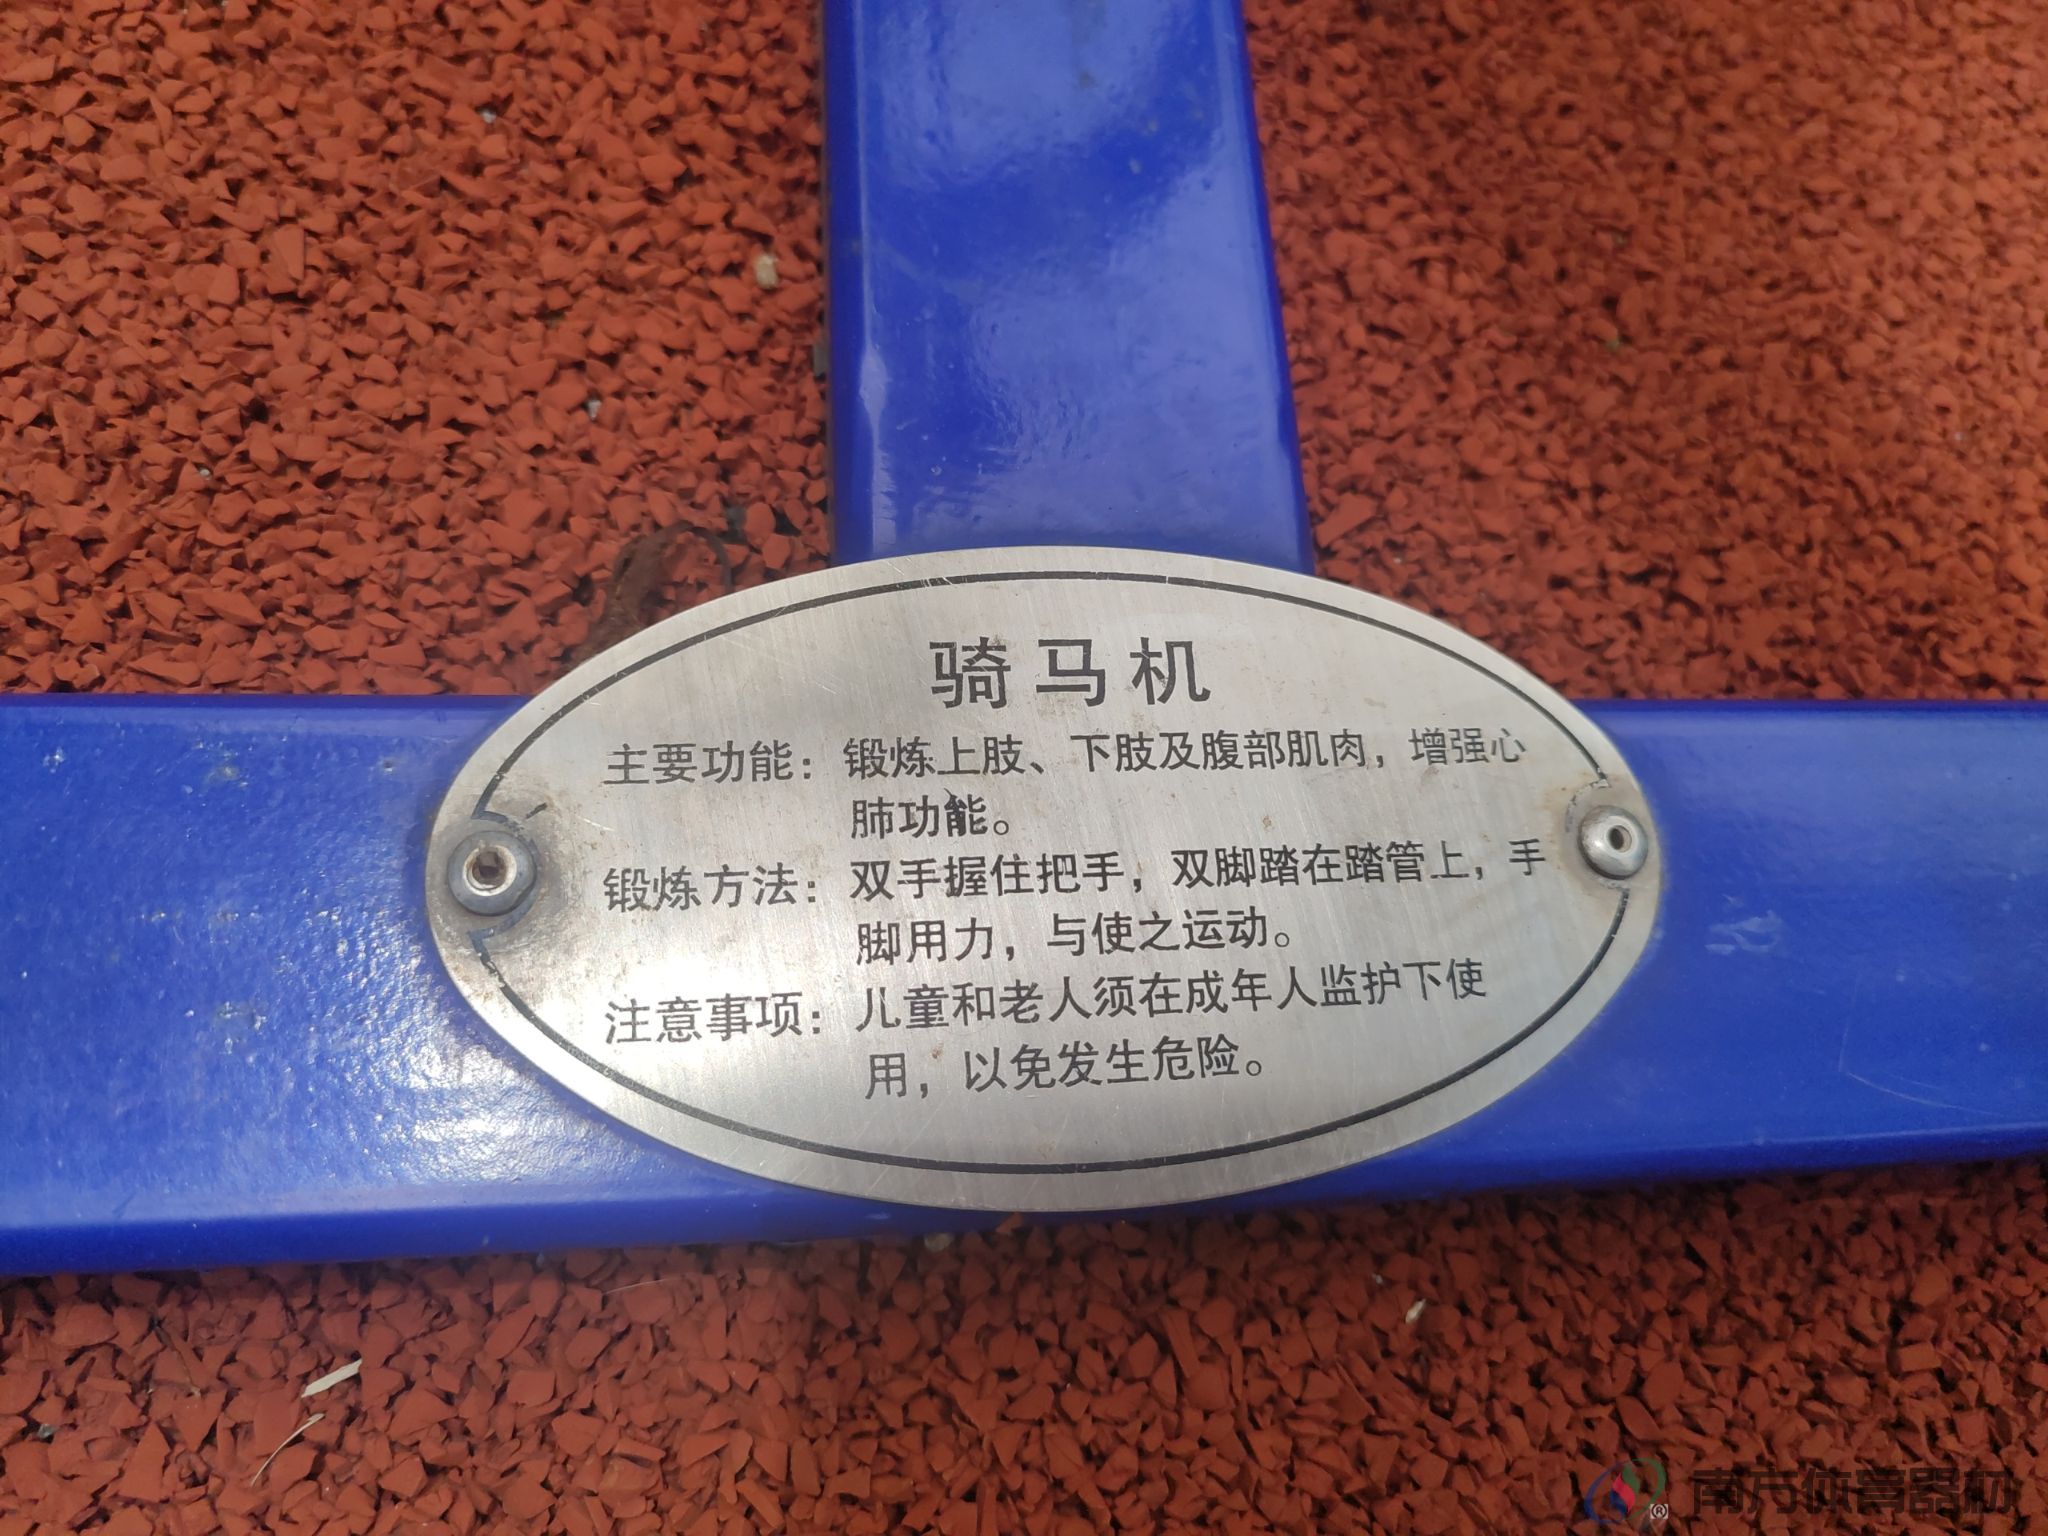 骑马机
主要功能：锻炼上肢、下肢及腹部肌肉，增强心
肺功能。
锻炼方法：双手握住把手，双脚踏在踏管上，手
脚用力，与使之运动。
注意事项：儿童和老人须在成年人监护下使
用，以免发生危险。
® 南方体育器材